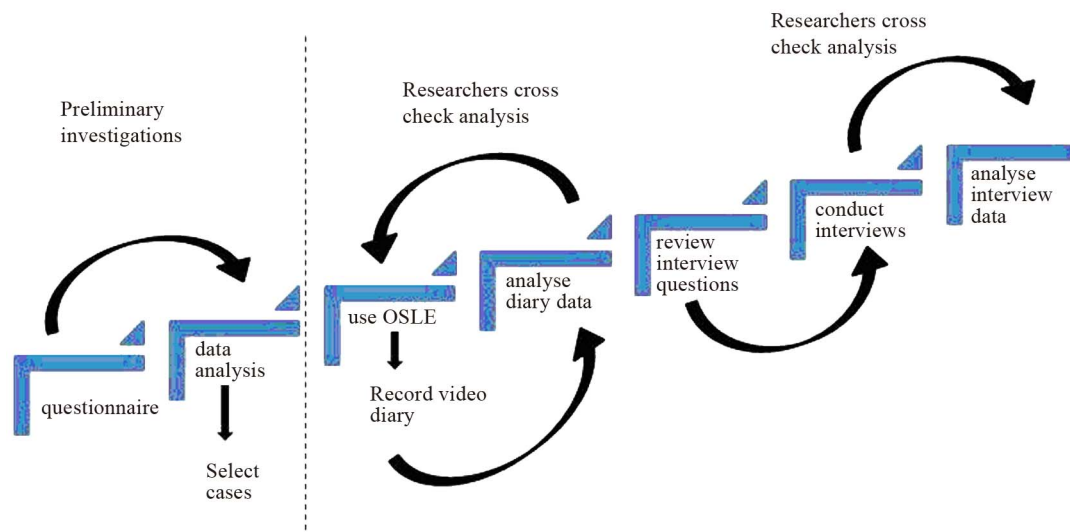 Preliminary
investigations
questionnaire
data
analysis
Select
cases
Researchers cross
check analysis
use OSLE
Record video
diary
analyse
diary data
review
interview
questions
Researchers cross
check analysis
conduct
interviews
analyse
interview
data